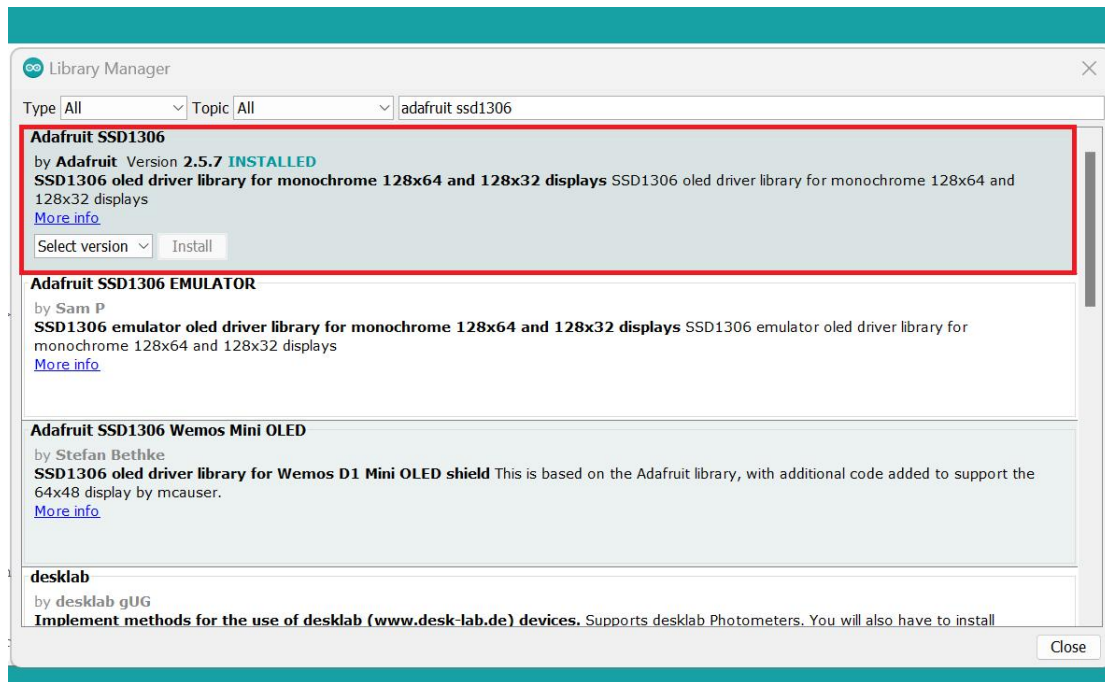 Library Manager
Type All Topic All adafruit ssd1306
Adafruit SSD1306
by Adafruit Version 2.5.7 INSTALLED
SSD1306 oled driver library for monochrome 128x64 and 128x32 displays SSD1306 oled driver library for monochrome 128x64 and
128x32 displays
More info
Select version Install
Adafruit SSD1306 EMULATOR
by Sam P
SSD1306 emulator oled driver library for monochrome 128x64 and 128x32 displays SSD1306 emulator oled driver library for
monochrome 128x64 and 128x32 displays
More info
Adafruit SSD1306 Wemos Mini OLED
by Stefan Bethke
SSD1306 oled driver library for Wemos D1 Mini OLED shield This is based on the Adafruit library, with additional code added to support the
64x48 display by mcauser.
More info
desklab
by desklab gUG
Implement methods for the use of desklab (www.desk-lab.de) devices. Supports desklab Photometers. You will also have to install
Close